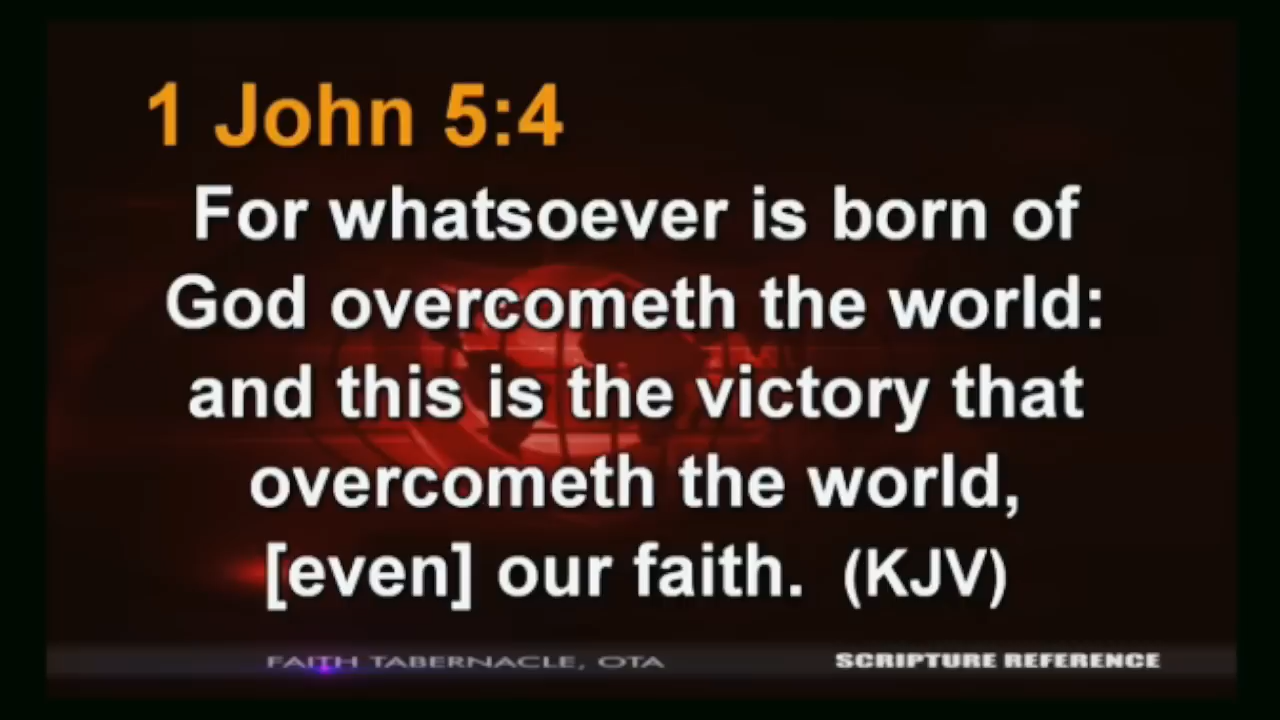 1 John 5:4
For whatsoever is born of
God overcometh the world:
and this is the victory that
overcometh the world,
[even] our faith. (KJV)
FAITH TABERNACLE, OTA
SCRIPTURE REFERENCE